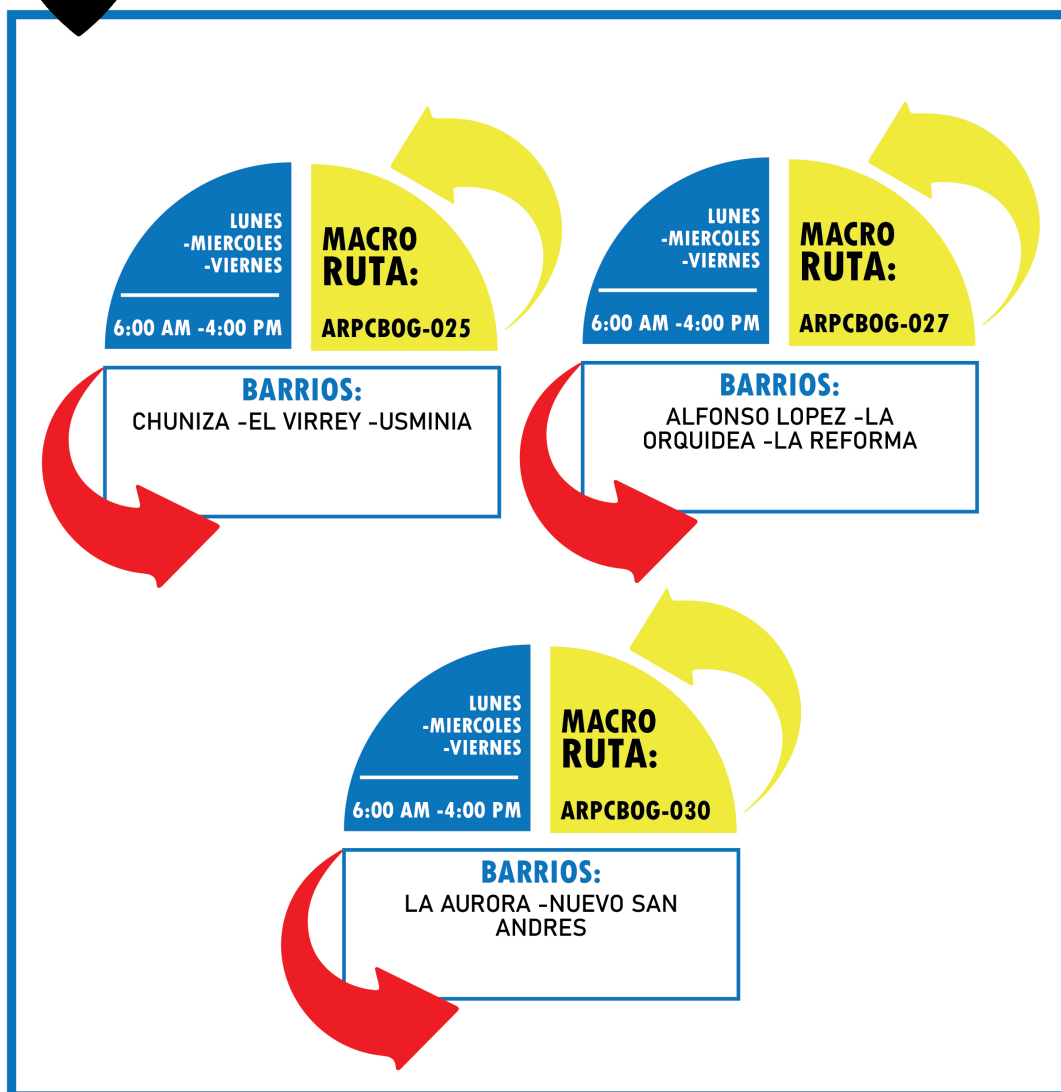 LUNES
-MIERCOLES
-VIERNES
6:00 AM -4:00 PM
MACRO
RUTA:
ARPCBOG-025
BARRIOS:
CHUNIZA -EL VIRREY -USMINIA
LUNES
-MIERCOLES
-VIERNES
6:00 AM -4:00 PM
MACRO
RUTA:
ARPCBOG-027
BARRIOS:
ALFONSO LOPEZ -LA
ORQUIDEA -LA REFORMA
LUNES
-MIERCOLES
-VIERNES
6:00 AM -4:00 PM
MACRO
RUTA:
ARPCBOG-030
BARRIOS:
LA AURORA -NUEVO SAN
ANDRES